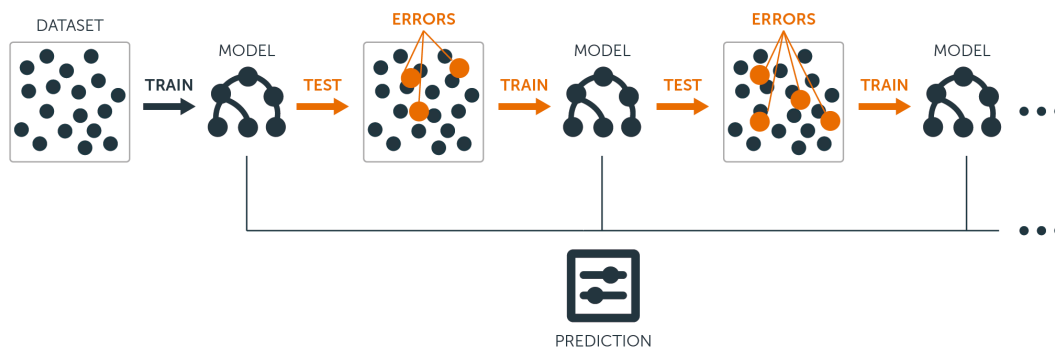 DATASET
TRAIN
MODEL
TEST
ERRORS
TRAIN
MODEL
TEST
ERRORS
TRAIN
MODEL
PREDICTION